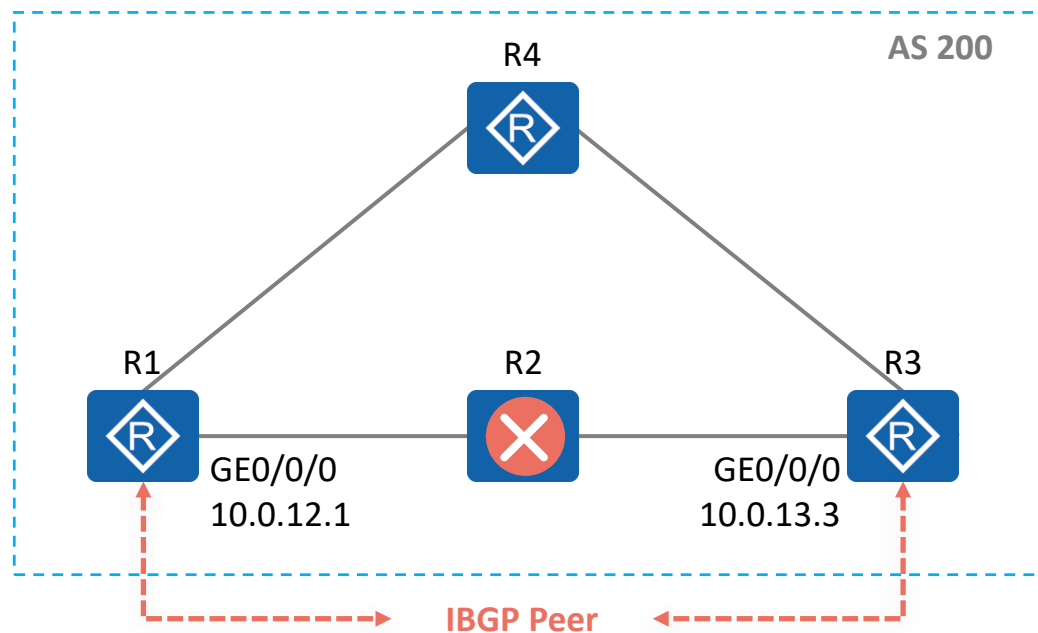 AS 200
R4
R
R1
R2
R3
R
R
GE0/0/0
10.0.12.1
GE0/0/0
10.0.13.3
IBGP Peer